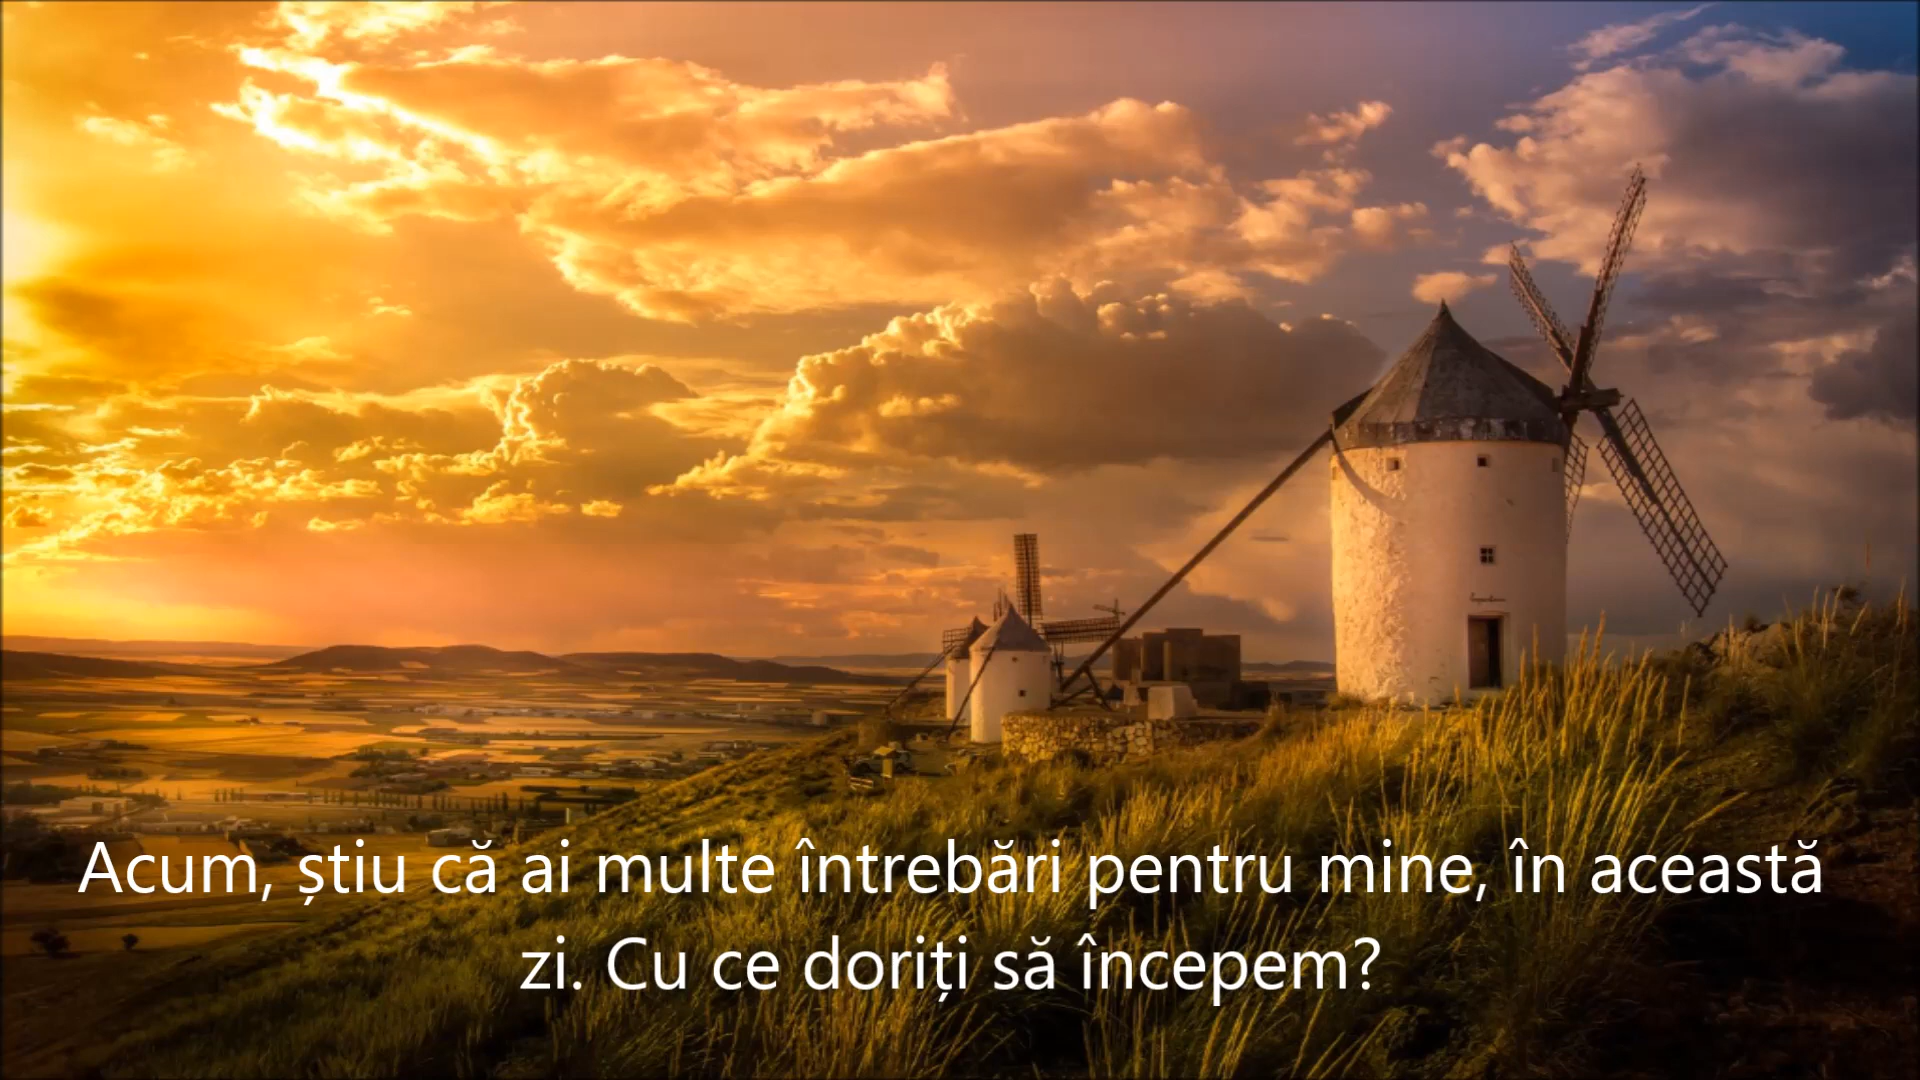 Acum, știu că ai multe întrebări pentru mine, în această
zi. Cu ce doriți să începem?